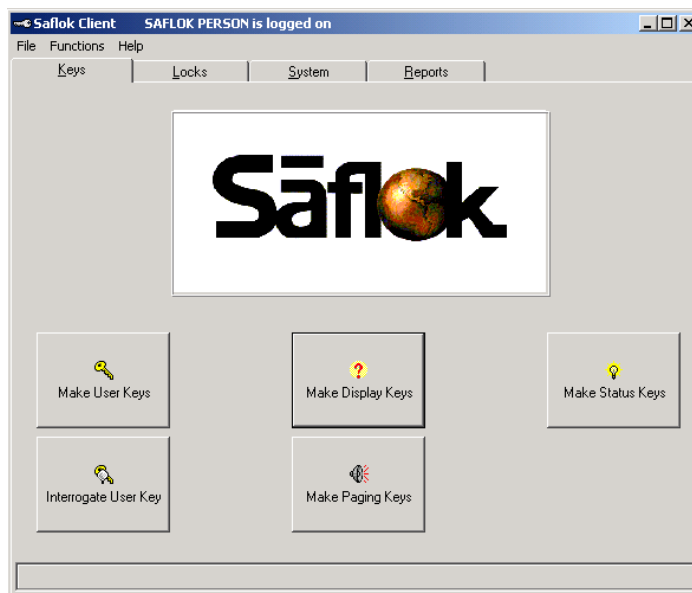 Saflok Client SAFLOK PERSON is logged on
File Functions Help
Keys Locks System Reports
Sāflok
Make User Keys Make Display Keys Make Status Keys
Interrogate User Key Make Paging Keys